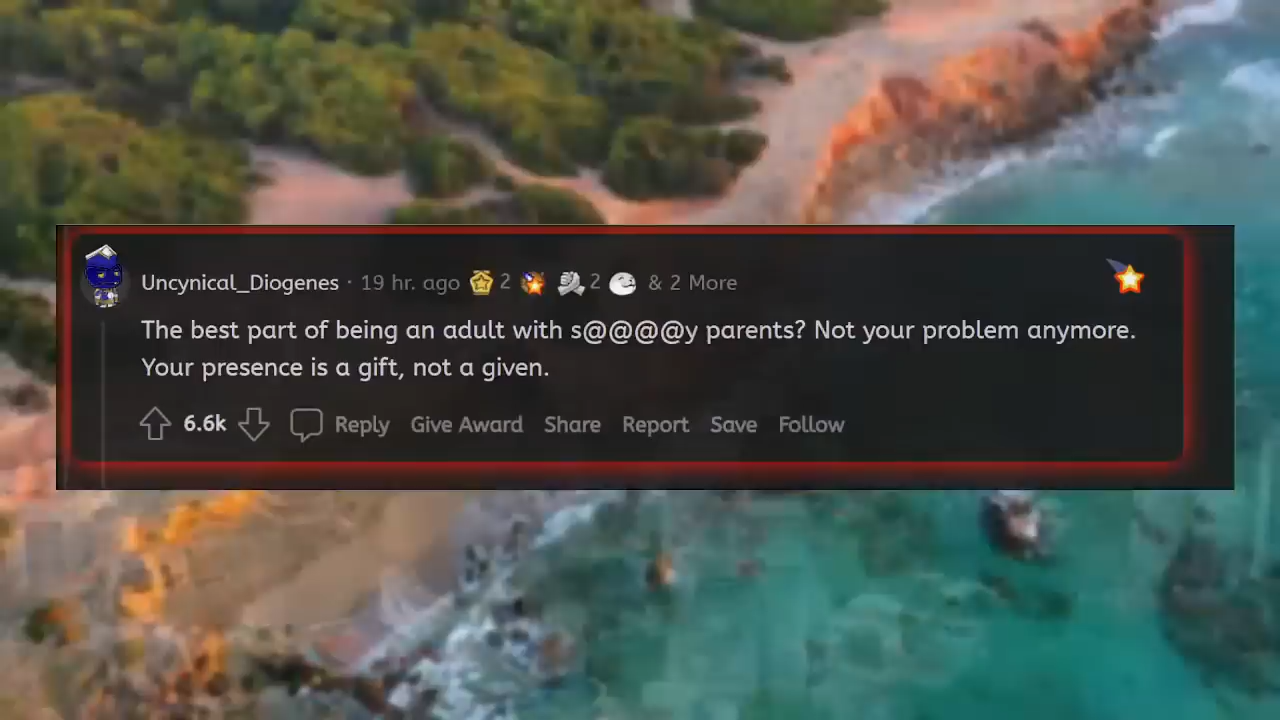 Uncynical_Diogenes · 19 hr. ago 2 2 & 2 More
The best part of being an adult with s@@@@y parents? Not your problem anymore.
Your presence is a gift, not a given.
6.6k Reply Give Award Share Report Save Follow